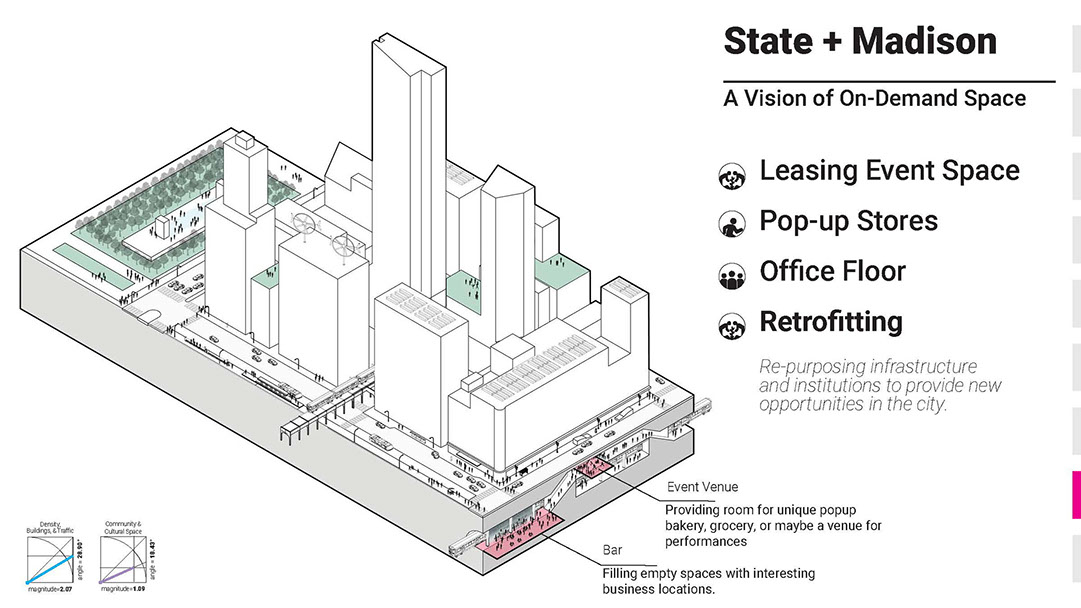 State + Madison
A Vision of On-Demand Space
Leasing Event Space
Pop-up Stores
Office Floor
Retrofitting
Re-purposing infrastructure
and institutions to provide new
opportunities in the city.
Event Venue
Providing room for unique popup
bakery, grocery, or maybe a venue for
performances
Bar
Filling empty spaces with interesting
business locations.
Density,
Buildings, & Traffic
angle = 28.92°
magnitude=2.07
Community &
Cultural Space
angle = 18.43°
magnitude=1.09